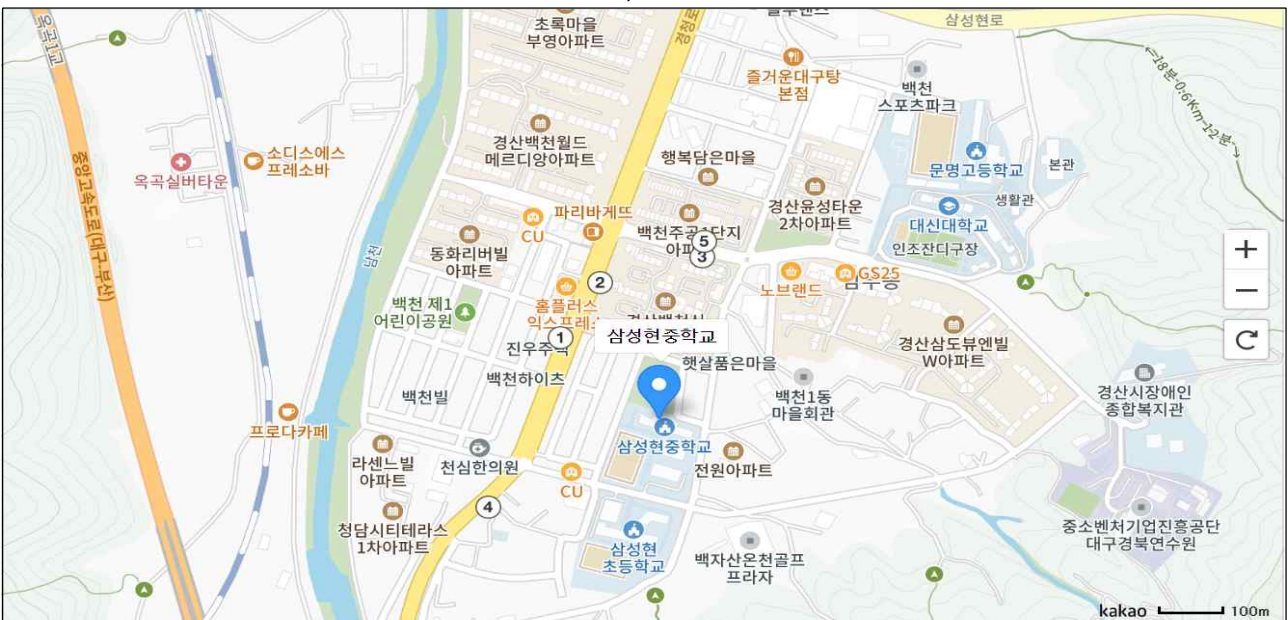 옥곡1교
초록마을
부영아파트
경청로
삼성현로
즐거운대구탕
본점
백천
스포츠파크
18분·0.6Km·12분
소디스에스
프레소바
옥곡실버타운
경산백천월드
메르디앙아파트
행복담은마을
문명고등학교
본관
생활관
경산윤성타운
2차아파트
대신대학교
인조잔디구장
중앙고속도로(대구부산)
남천
파리바게뜨
CU
백천주공1단지
5
3
동화리버빌
아파트
2
노브랜드
GS25
백천 제1
어린이공원
홈플러스
1
삼성현중학교
햇살품은마을
경산삼도뷰엔빌
W아파트
백천하이츠
백천빌
백천1동
마을회관
경산시장애인
종합복지관
프로다카페
라센느빌
아파트
천심한의원
CU
삼성현중학교
전원아파트
4
청담시티테라스
1차아파트
삼성현
초등학교
백자산온천골프
프라자
중소벤처기업진흥공단
대구경북연수원
kakao 100m